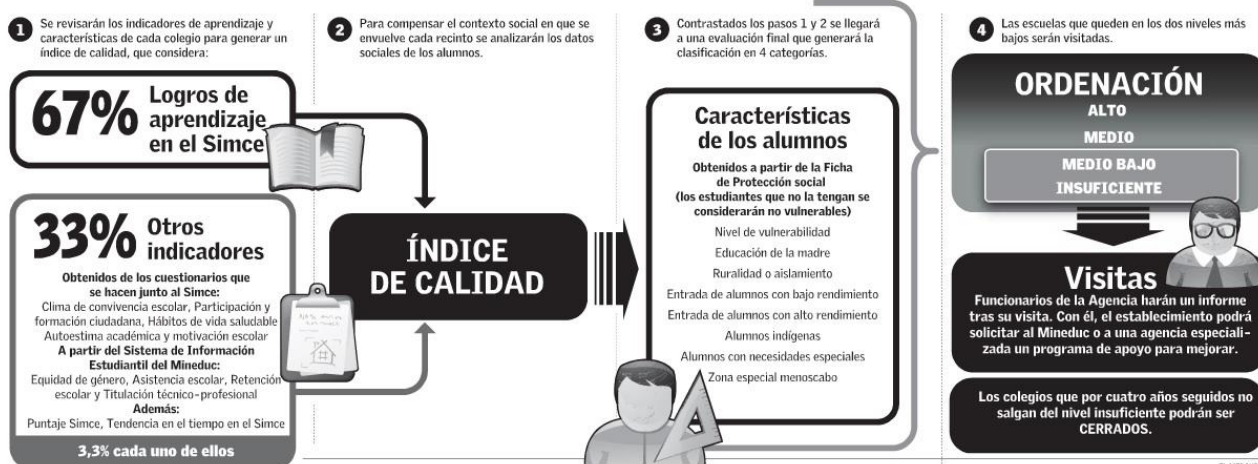 1
Se revisarán los indicadores de aprendizaje y
características de cada colegio para generar un
índice de calidad, que considera:
67%
Logros de
aprendizaje
en el Simce
33%
Otros
indicadores
Obtenidos de los cuestionarios que
se hacen junto al Simce:
Clima de convivencia escolar, Participación y
formación ciudadana, Hábitos de vida saludable
Autoestima académica y motivación escolar
A partir del Sistema de Información
Estudiantil del Mineduc:
Equidad de género, Asistencia escolar, Retención
escolar y Titulación técnico-profesional
Además:
Puntaje Simce, Tendencia en el tiempo en el Simce
3,3% cada uno de ellos
2
Para compensar el contexto social en que se
envuelve cada recinto se analizarán los datos
sociales de los alumnos.
ÍNDICE
DE CALIDAD
3
Contrastados los pasos 1 y 2 se llegará
a una evaluación final que generará la
clasificación en 4 categorías.
Características
de los alumnos
Obtenidos a partir de la Ficha
de Protección social
(los estudiantes que no la tengan se
considerarán no vulnerables)
Nivel de vulnerabilidad
Educación de la madre
Ruralidad o aislamiento
Entrada de alumnos con bajo rendimiento
Entrada de alumnos con alto rendimiento
Alumnos indígenas
Alumnos con necesidades especiales
Zona especial menoscabo
4
Las escuelas que queden en los dos niveles más
bajos serán visitadas.
ORDENACIÓN
ALTO
MEDIO
MEDIO BAJO
INSUFICIENTE
Visitas
Funcionarios de la Agencia harán un informe
tras su visita. Con él, el establecimiento podrá
solicitar al Mineduc o a una agencia especiali-
zada un programa de apoyo para mejorar.
Los colegios que por cuatro años seguidos no
salgan del nivel insuficiente podrán ser
CERRADOS.